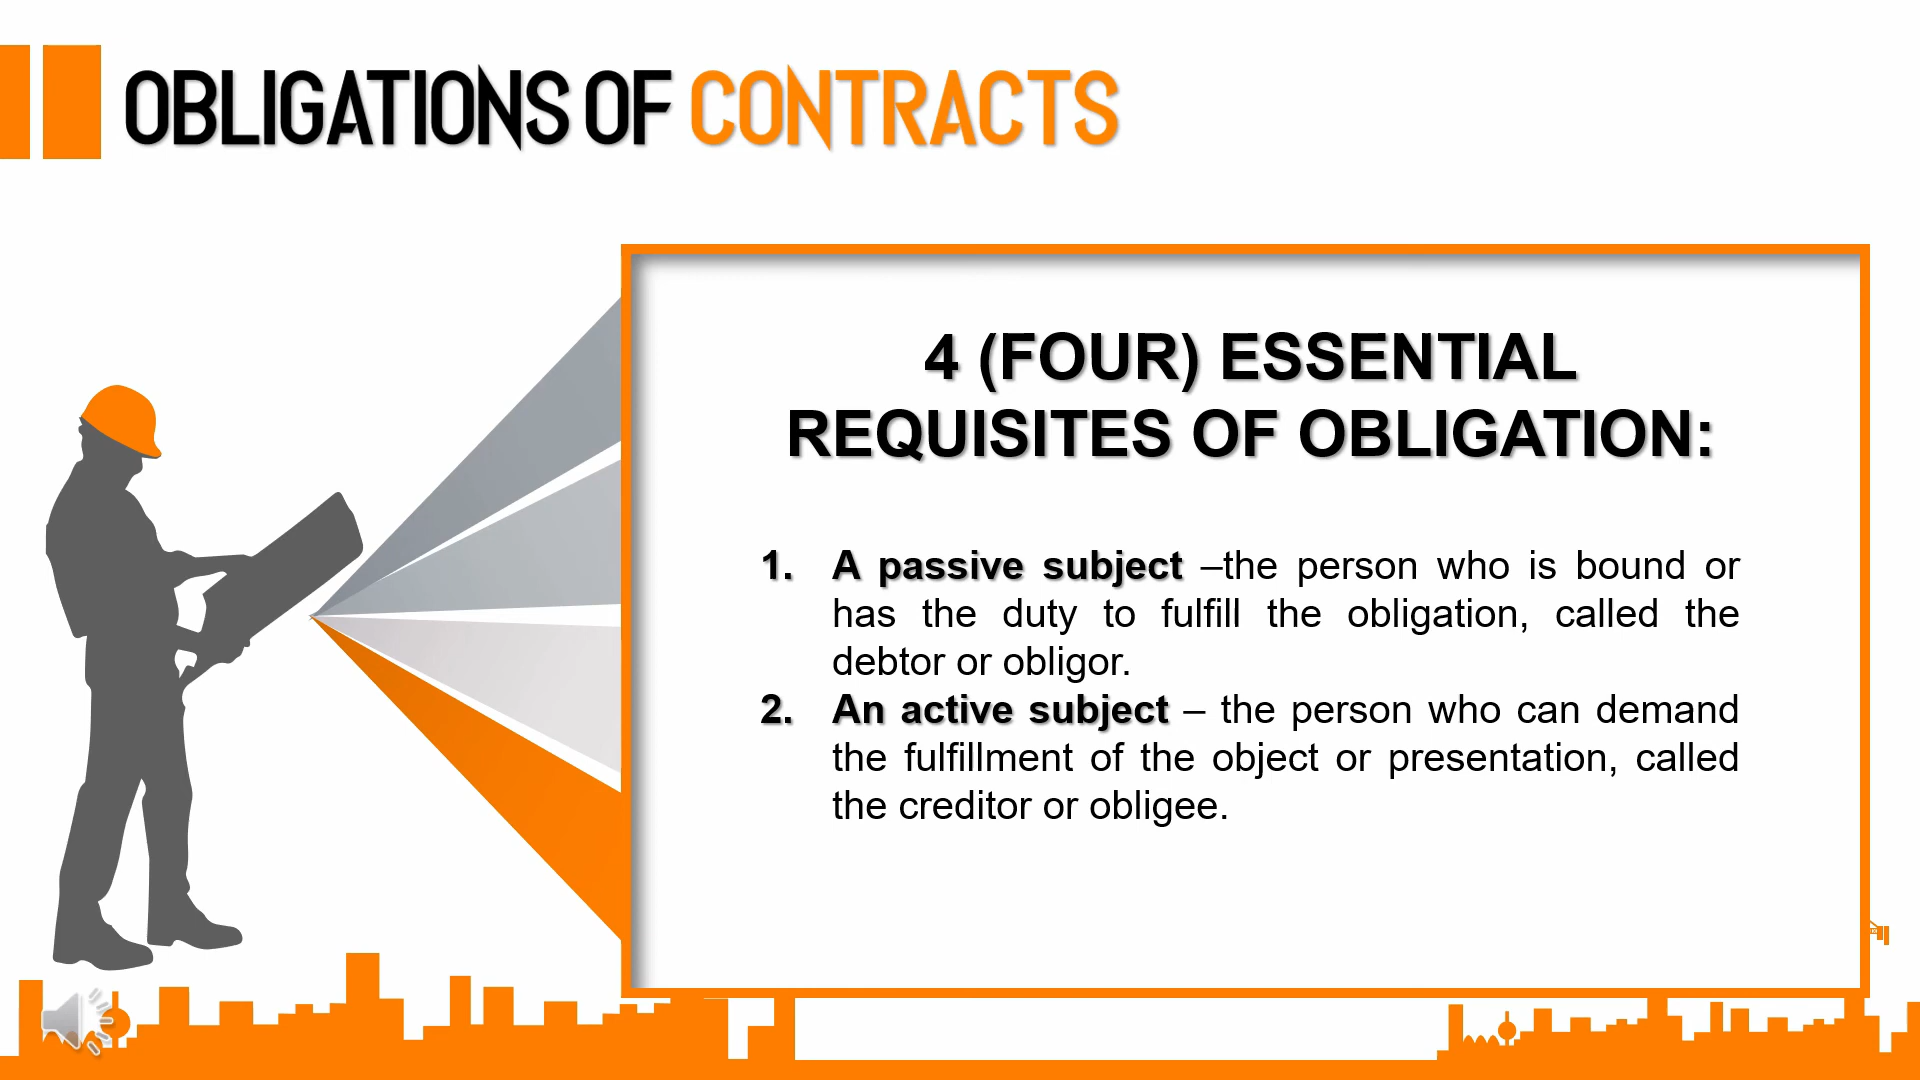 OBLIGATIONS OF CONTRACTS
4 (FOUR) ESSENTIAL
REQUISITES OF OBLIGATION:
1. A passive subject –the person who is bound or
has the duty to fulfill the obligation, called the
debtor or obligor.
2. An active subject – the person who can demand
the fulfillment of the object or presentation, called
the creditor or obligee.